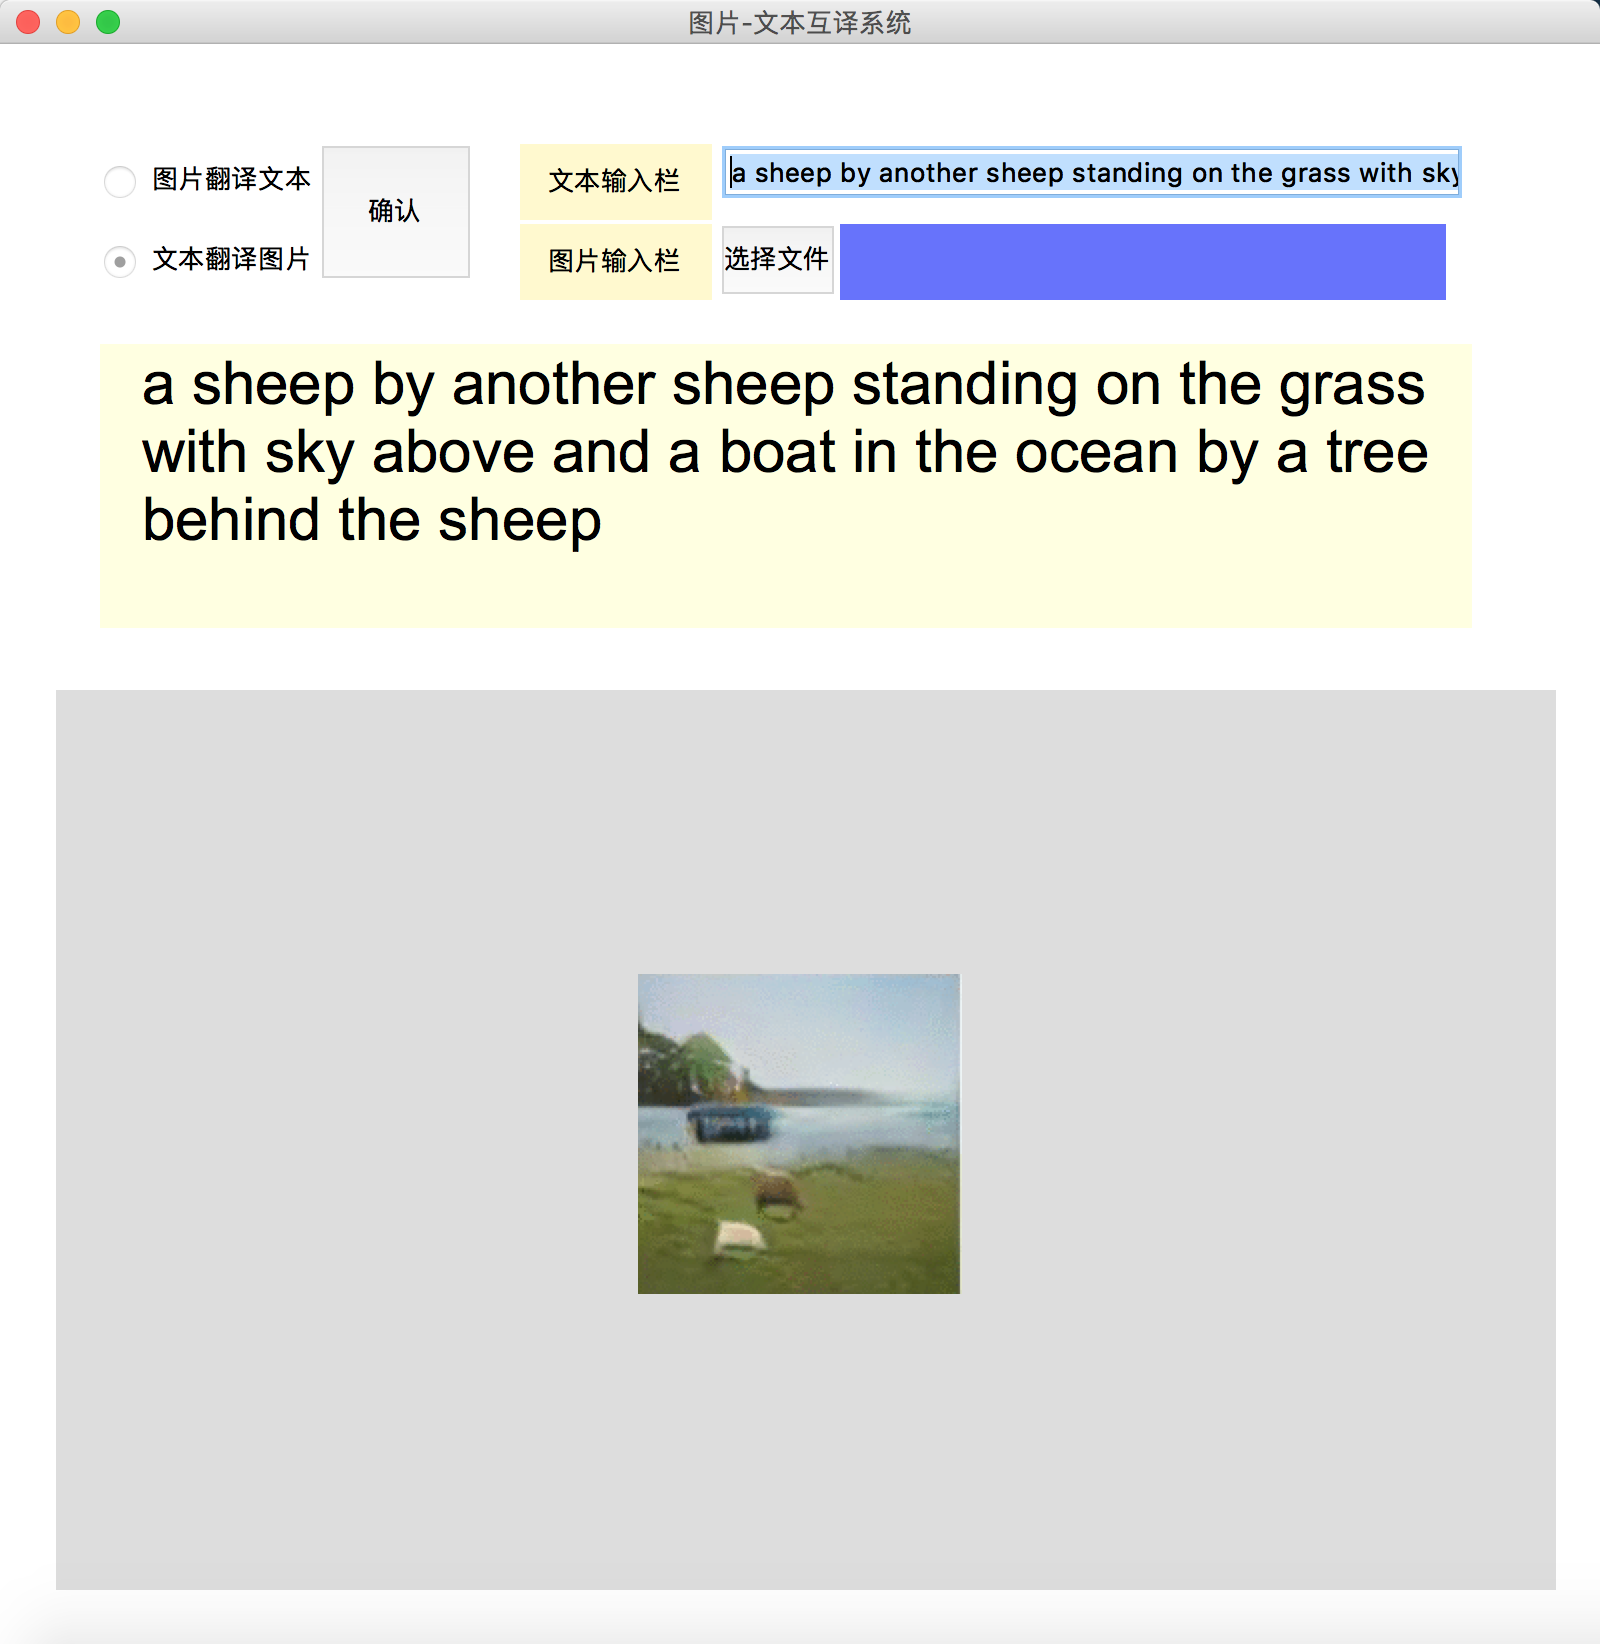 图片-文本互译系统
图片翻译文本
文本翻译图片
确认
文本输入栏
a sheep by another sheep standing on the grass with sky
图片输入栏
选择文件
a sheep by another sheep standing on the grass
with sky above and a boat in the ocean by a tree
behind the sheep